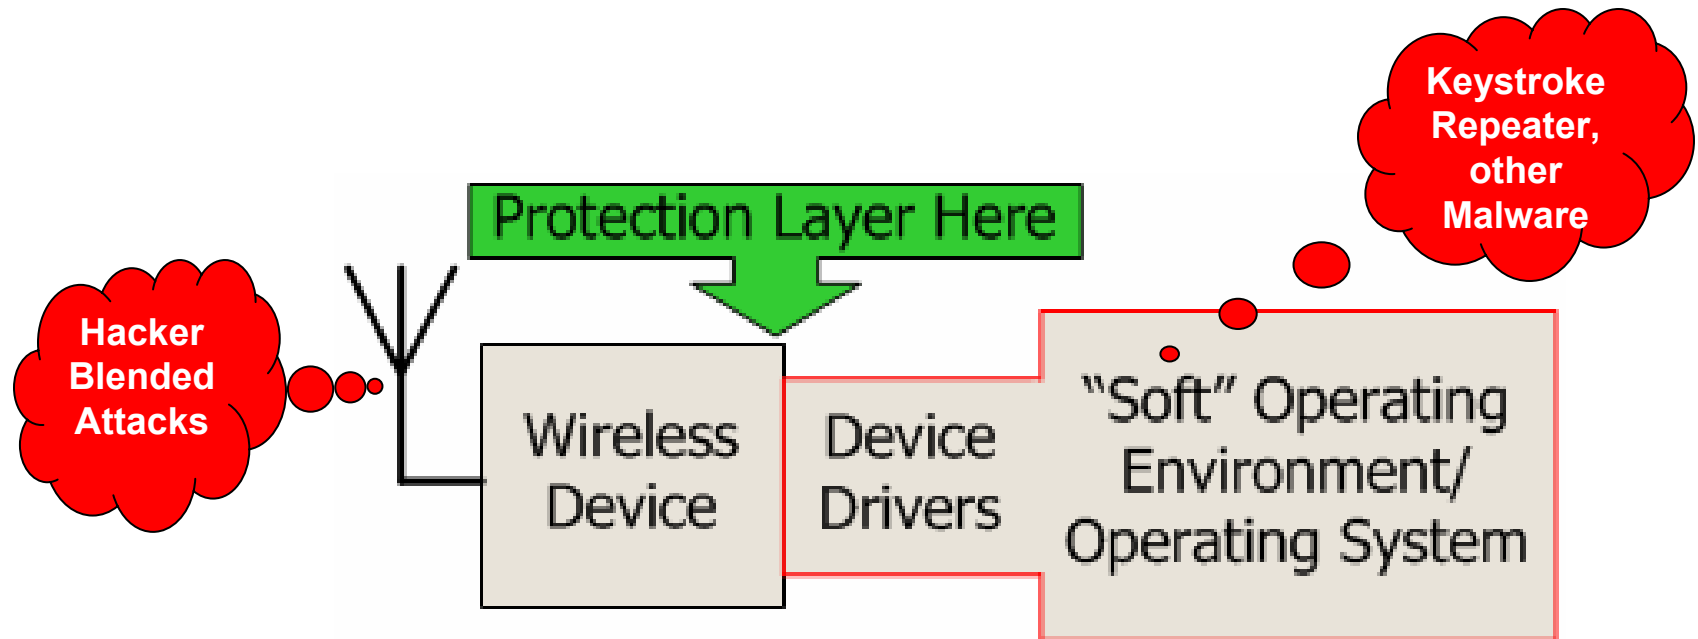 Keystroke
Repeater,
other
Malware
Protection Layer Here
Hacker
Blended
Attacks
Wireless
Device
Device
Drivers
“Soft” Operating
Environment/
Operating System